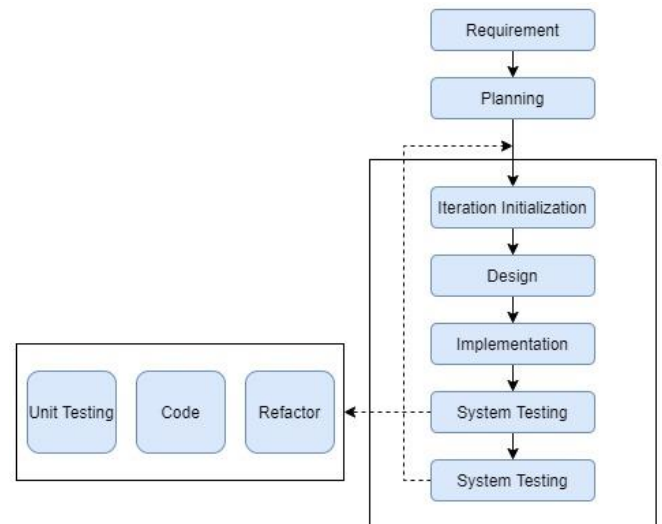 Requirement
Planning
Iteration Initialization
Design
Implementation
Unit Testing
Code
Refactor
System Testing
System Testing